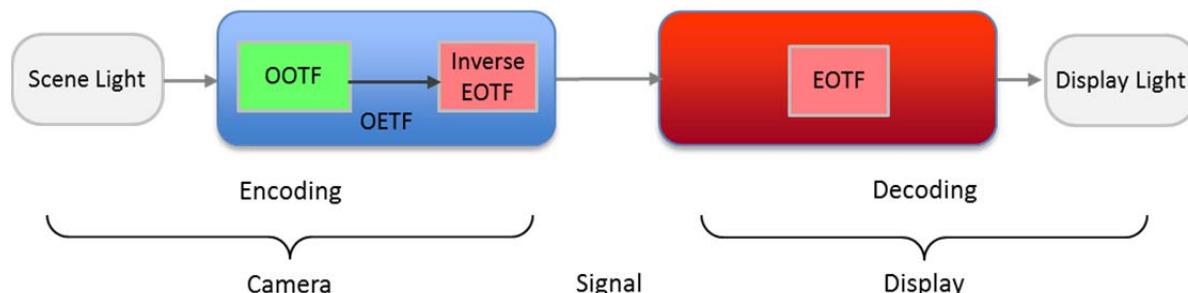 Scene Light
OOTF
Inverse
EOTF
OETF
EOTF
Display Light
Encoding
Decoding
Camera
Signal
Display